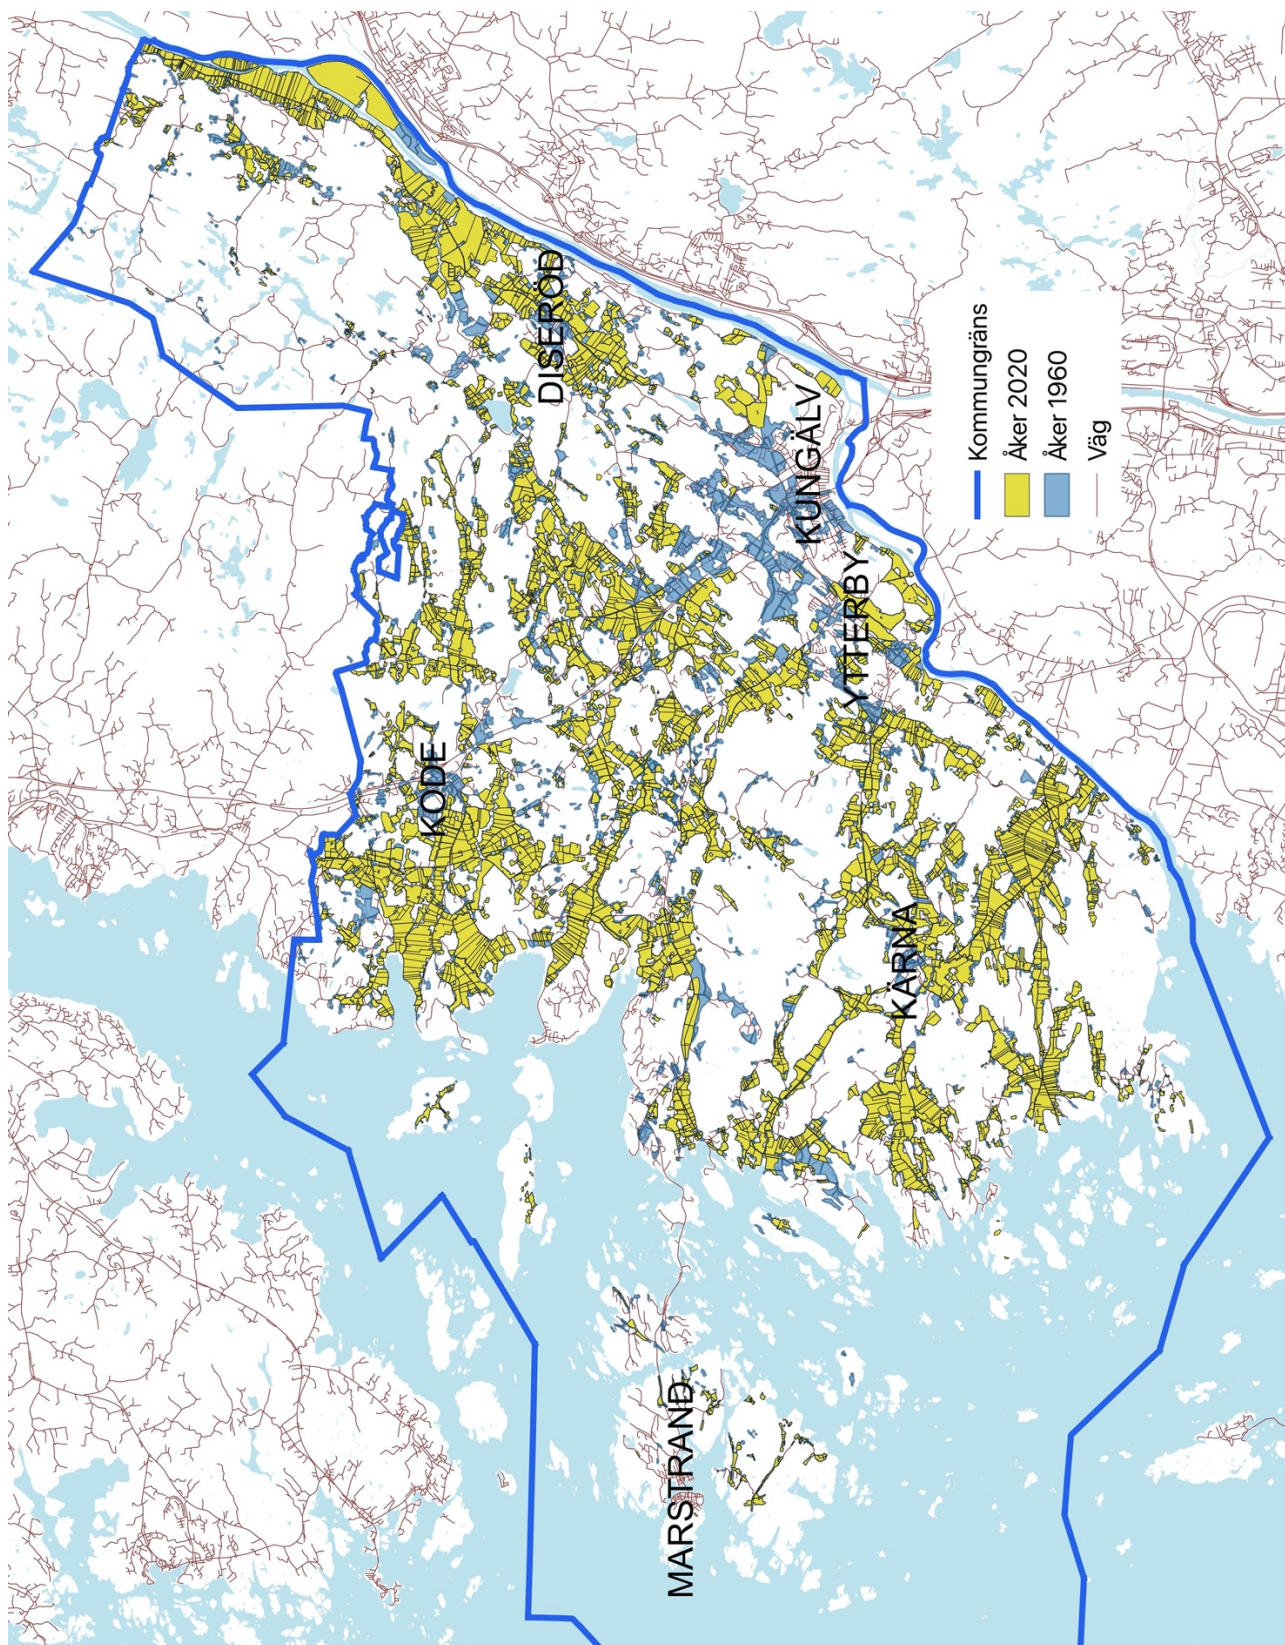 DISERÖD
KUNGÄLV
YTTERBY
KODE
KÄRNA
MARSTRAND
Kommungräns
Åker 2020
Åker 1960
Väg